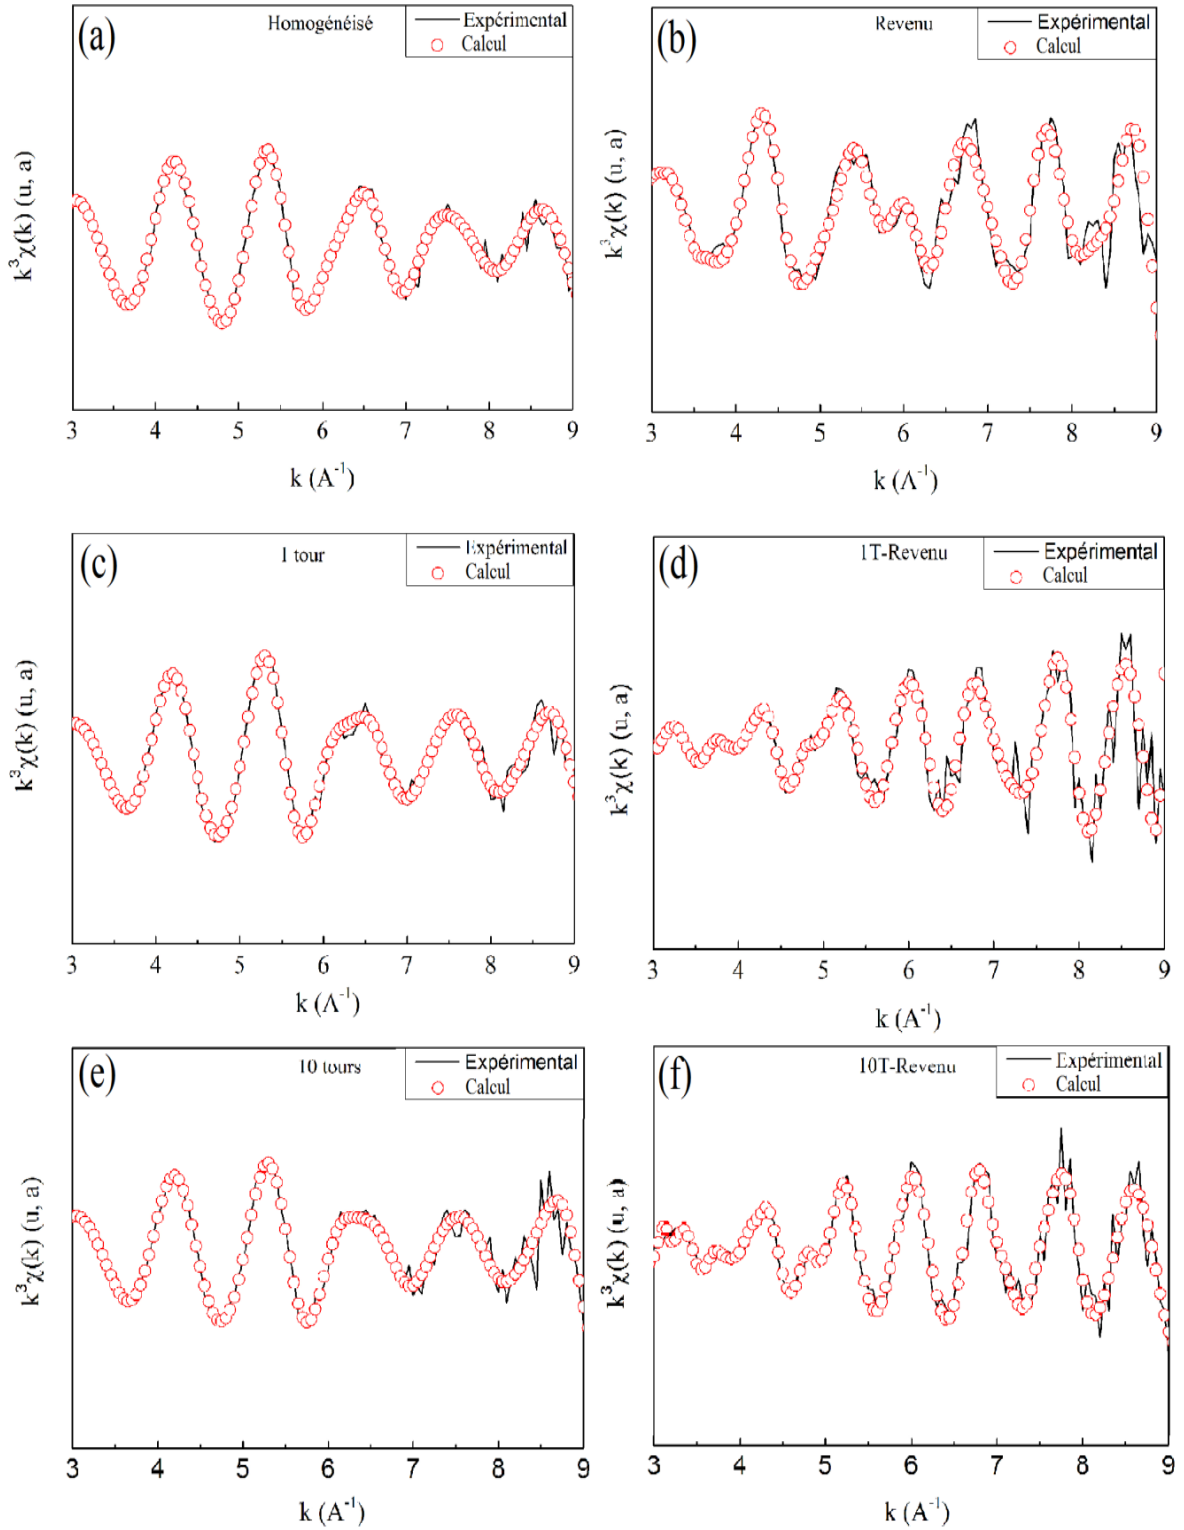 (a)
Homogénéisé
Expérimental
Calcul
k³χ(k) (u, a)
3 4 5 6 7 8 9
k (A⁻¹)
(b)
Revenu
Expérimental
Calcul
k³χ(k) (u, a)
3 4 5 6 7 8 9
k (Λ⁻¹)
(c)
1 tour
Expérimental
Calcul
k³χ(k) (u, a)
3 4 5 6 7 8 9
k (Λ⁻¹)
(d)
1T-Revenu
Expérimental
Calcul
k³χ(k) (u, a)
3 4 5 6 7 8 9
k (A⁻¹)
(e)
10 tours
Expérimental
Calcul
k³χ(k) (u, a)
3 4 5 6 7 8 9
k (A⁻¹)
(f)
10T-Revenu
Expérimental
Calcul
k³χ(k) (u, a)
3 4 5 6 7 8 9
k (A⁻¹)